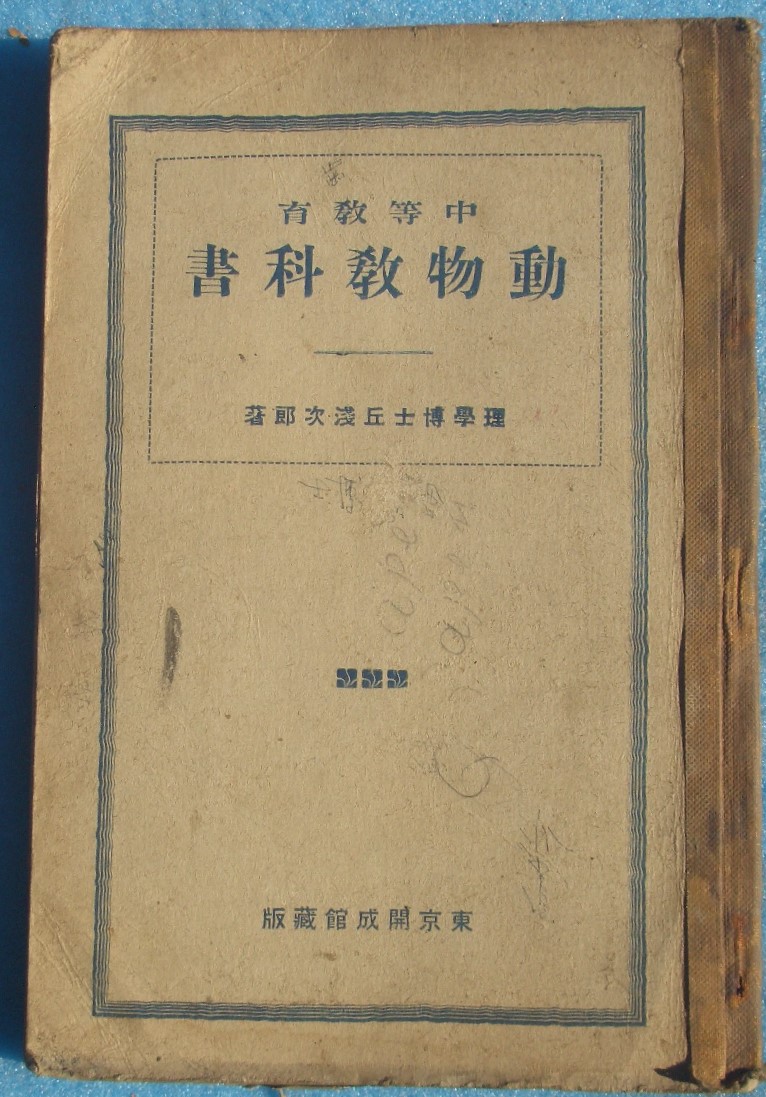 中等教育
動物教科書
理學博士丘淺次郎著
東京開成館藏版